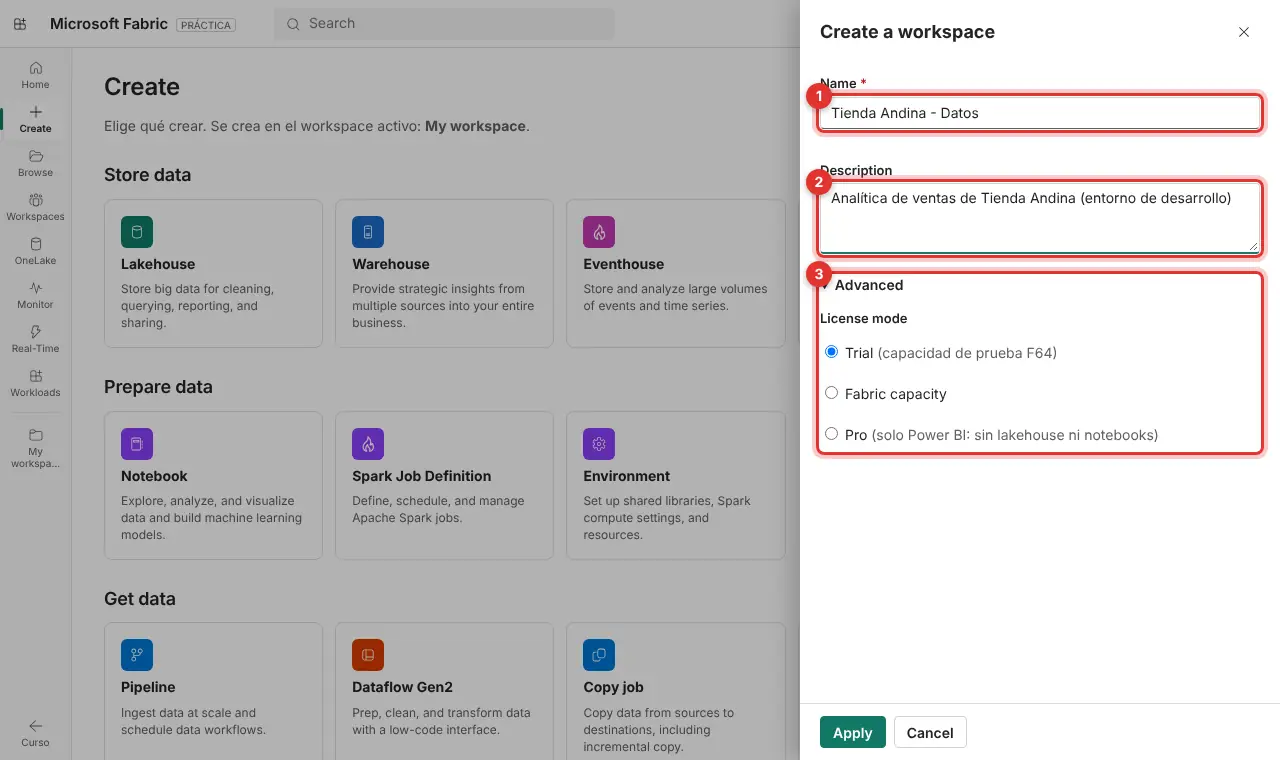 Microsoft Fabric PRÁCTICA
Search
Home
Create
Browse
Workspaces
OneLake
Monitor
Real-Time
Workloads
My
workspa...
Curso
Create
Elige qué crear. Se crea en el workspace activo: My workspace.
Store data
Lakehouse
Store big data for cleaning,
querying, reporting, and
sharing.
Warehouse
Provide strategic insights from
multiple sources into your entire
business.
Eventhouse
Store and analyze large volumes
of events and time series.
Prepare data
Notebook
Explore, analyze, and visualize
data and build machine learning
models.
Spark Job Definition
Define, schedule, and manage
Apache Spark jobs.
Environment
Set up shared libraries, Spark
compute settings, and
resources.
Get data
Pipeline
Ingest data at scale and
schedule data workflows.
Dataflow Gen2
Prep, clean, and transform data
with a low-code interface.
Copy job
Copy data from sources to
destinations, including
incremental copy.
Create a workspace
Name *
1
Tienda Andina - Datos
Description
2
Analítica de ventas de Tienda Andina (entorno de desarrollo)
3
Advanced
License mode
Trial (capacidad de prueba F64)
Fabric capacity
Pro (solo Power BI: sin lakehouse ni notebooks)
Apply
Cancel